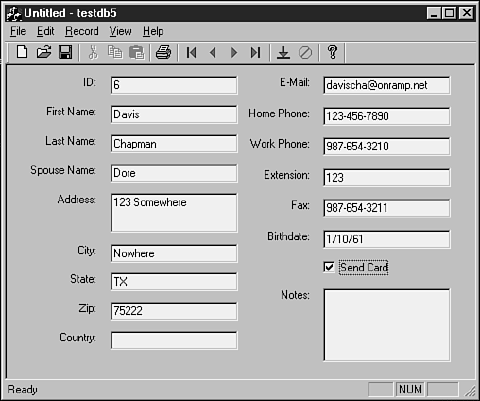 Untitled - testdb5
File Edit Record View Help
ID: 6
First Name: Davis
Last Name: Chapman
Spouse Name: Dore
Address: 123 Somewhere
City: Nowhere
State: TX
Zip: 75222
Country:
E-Mail: davischa@onramp.net
Home Phone: 123-456-7890
Work Phone: 987-654-3210
Extension: 123
Fax: 987-654-3211
Birthdate: 1/10/61
Send Card
Notes:
Ready NUM